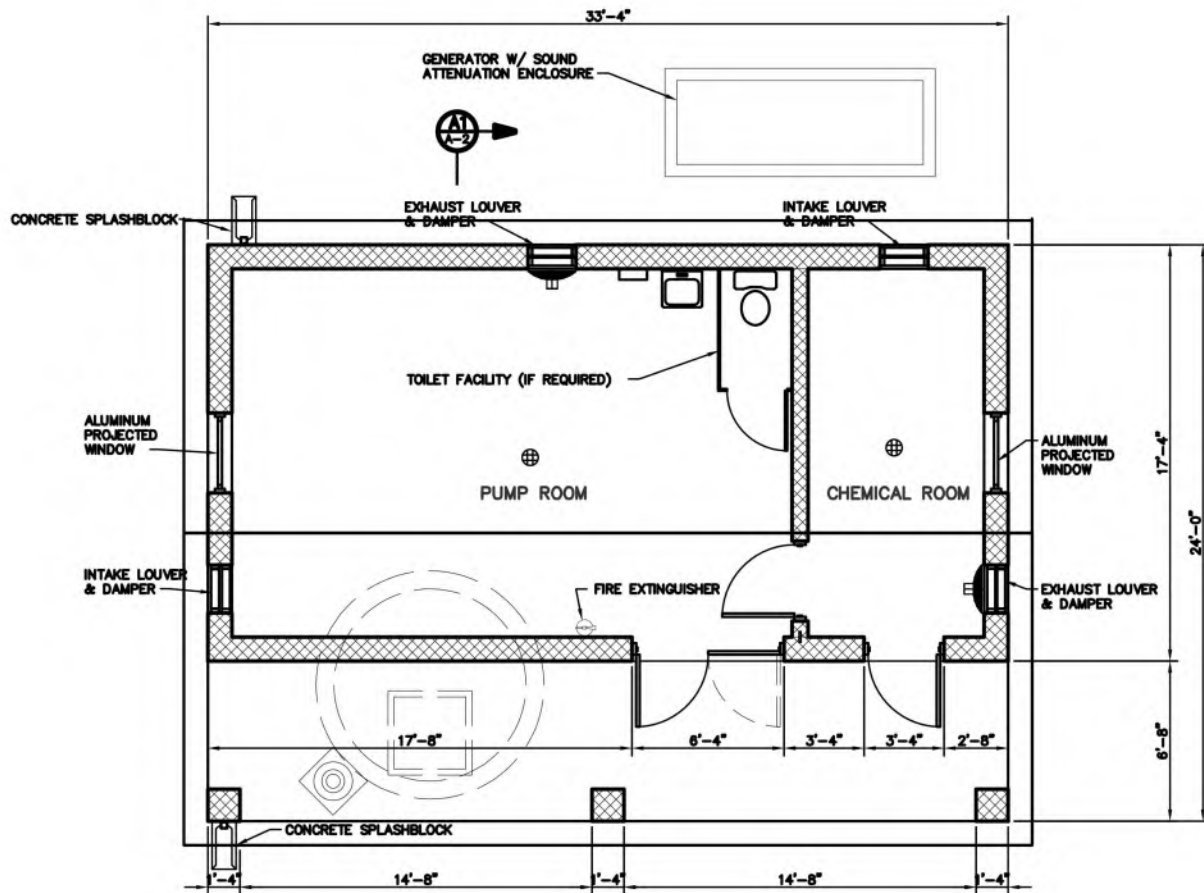 33'-4"
GENERATOR W/ SOUND
ATTENUATION ENCLOSURE
A1
A-2
CONCRETE SPLASHBLOCK
EXHAUST LOUVER
& DAMPER
INTAKE LOUVER
& DAMPER
TOILET FACILITY (IF REQUIRED)
ALUMINUM
PROJECTED
WINDOW
ALUMINUM
PROJECTED
WINDOW
17'-4"
PUMP ROOM
CHEMICAL ROOM
24'-0"
INTAKE LOUVER
& DAMPER
FIRE EXTINGUISHER
EXHAUST LOUVER
& DAMPER
6'-8"
17'-8"
6'-4"
3'-4"
3'-4"
2'-8"
CONCRETE SPLASHBLOCK
1'-4"
14'-8"
1'-4"
14'-8"
1'-4"